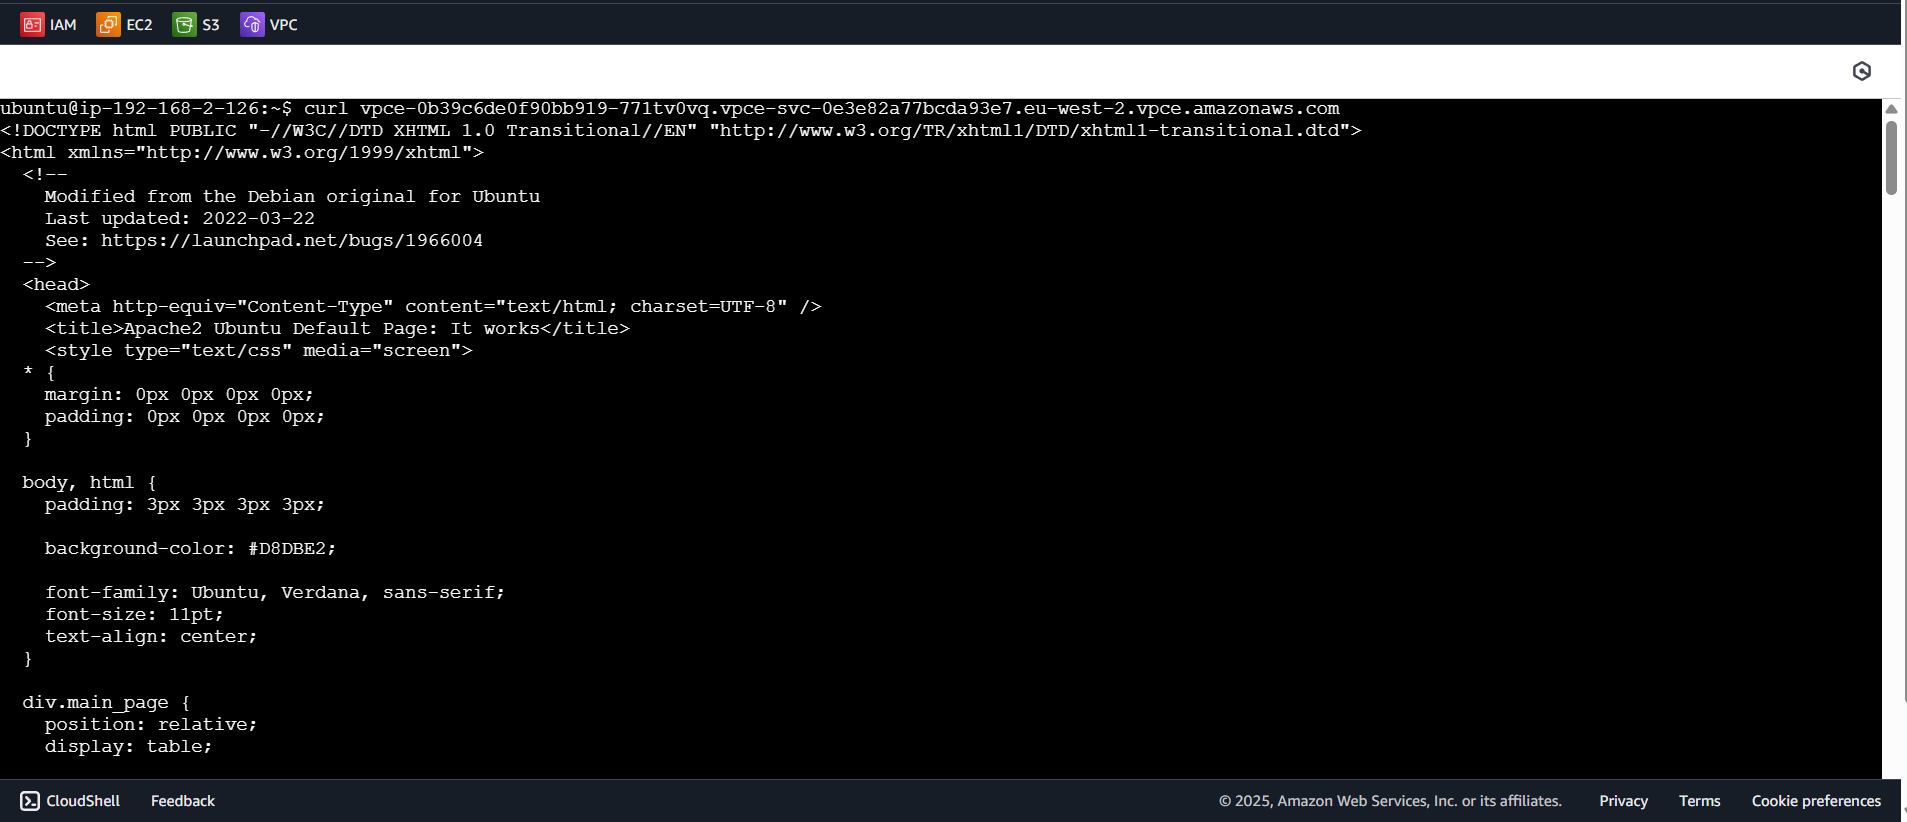 IAM EC2 S3 VPC
ubuntu@ip-192-168-2-126:~$ curl vpce-0b39c6de0f90bb919-771tv0vq.vpce-svc-0e3e82a77bcda93e7.eu-west-2.vpce.amazonaws.com
<!DOCTYPE html PUBLIC "-//W3C//DTD XHTML 1.0 Transitional//EN" "http://www.w3.org/TR/xhtml1/DTD/xhtml1-transitional.dtd">
<html xmlns="http://www.w3.org/1999/xhtml">
  <!--
    Modified from the Debian original for Ubuntu
    Last updated: 2022-03-22
    See: https://launchpad.net/bugs/1966004
  -->
  <head>
    <meta http-equiv="Content-Type" content="text/html; charset=UTF-8" />
    <title>Apache2 Ubuntu Default Page: It works</title>
    <style type="text/css" media="screen">
  * {
    margin: 0px 0px 0px 0px;
    padding: 0px 0px 0px 0px;
  }
  body, html {
    padding: 3px 3px 3px 3px;
    background-color: #D8DBE2;
    font-family: Ubuntu, Verdana, sans-serif;
    font-size: 11pt;
    text-align: center;
  }
  div.main_page {
    position: relative;
    display: table;
CloudShell Feedback © 2025, Amazon Web Services, Inc. or its affiliates. Privacy Terms Cookie preferences